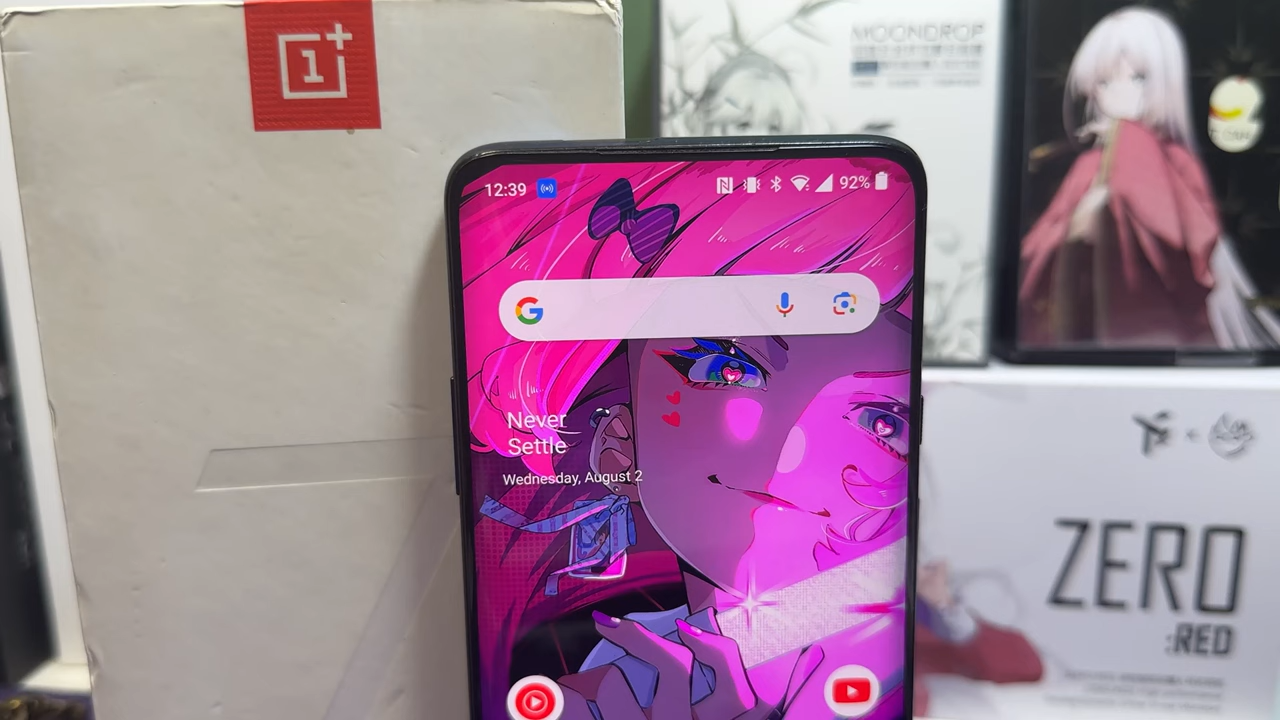 1+
MOONDROP
12:39
92%
Never
Settle
Wednesday, August 2
ZERO
:RED